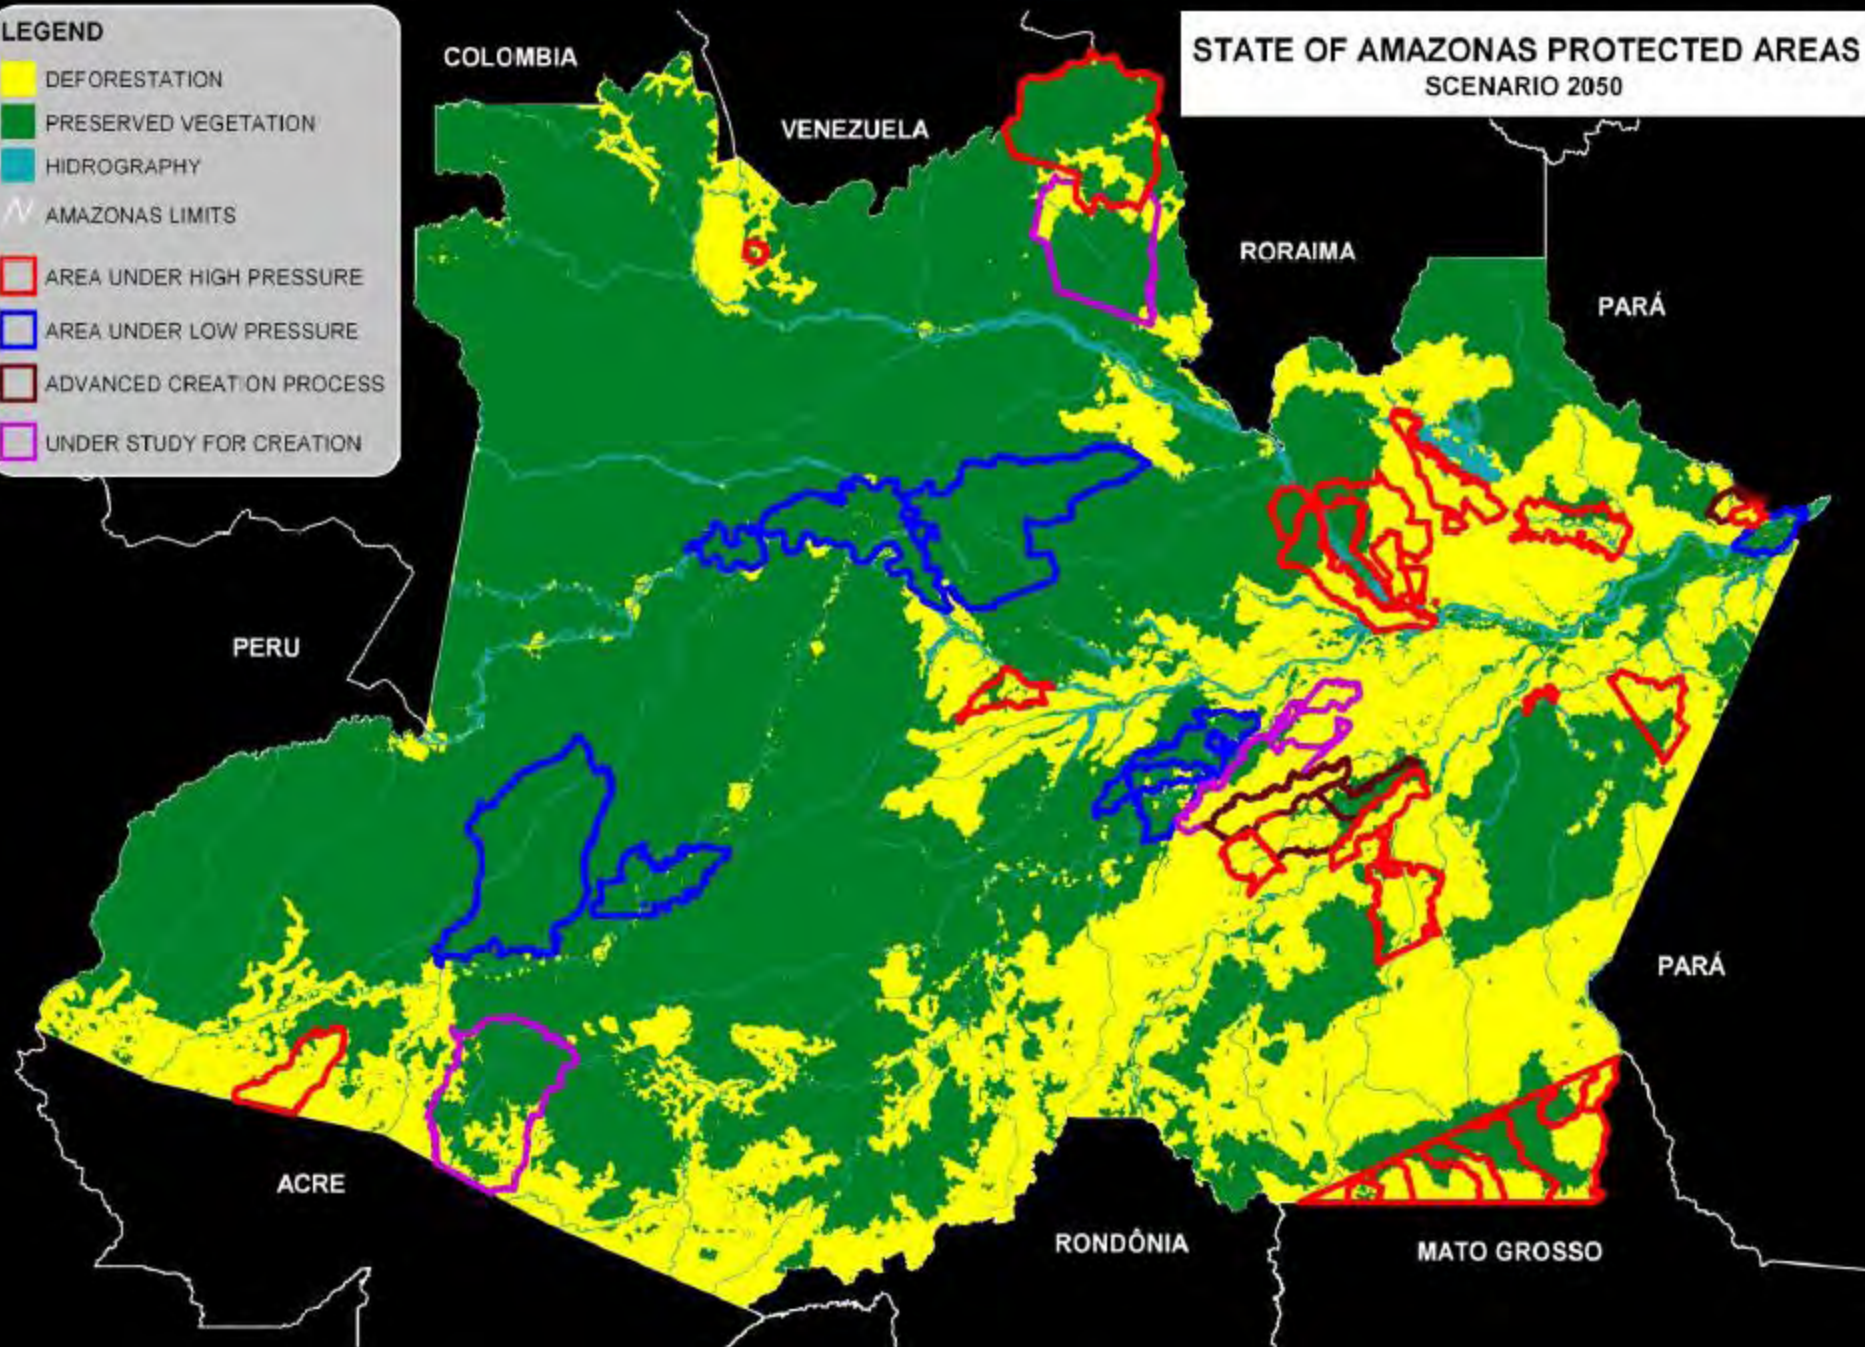 LEGEND
DEFORESTATION
PRESERVED VEGETATION
HIDROGRAPHY
AMAZONAS LIMITS
AREA UNDER HIGH PRESSURE
AREA UNDER LOW PRESSURE
ADVANCED CREATION PROCESS
UNDER STUDY FOR CREATION
STATE OF AMAZONAS PROTECTED AREAS
SCENARIO 2050
COLOMBIA
VENEZUELA
RORAIMA
PARÁ
PERU
PARÁ
ACRE
RONDÔNIA
MATO GROSSO